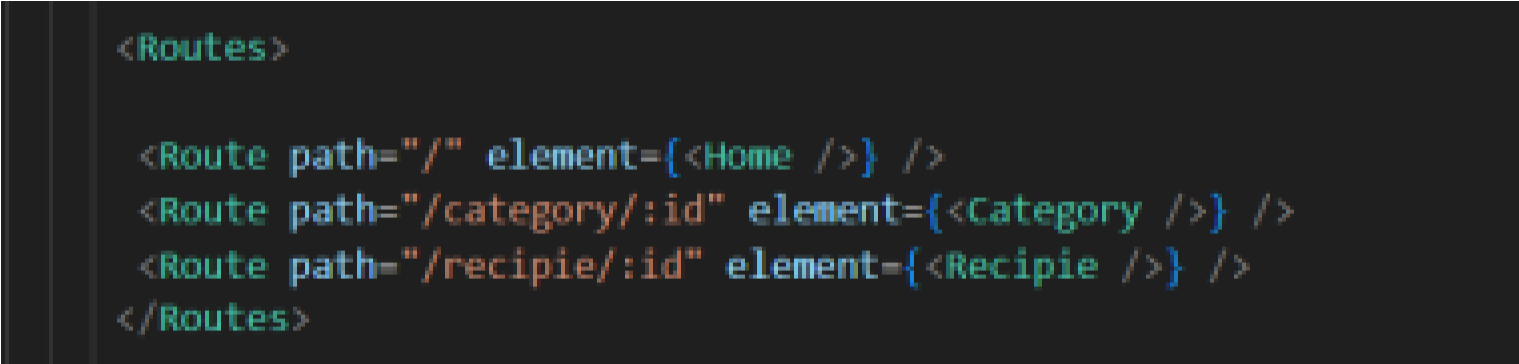 <Routes>
<Route path="/" element={<Home />} />
<Route path="/category/:id" element={<Category />} />
<Route path="/recipie/:id" element={<Recipie />} />
</Routes>